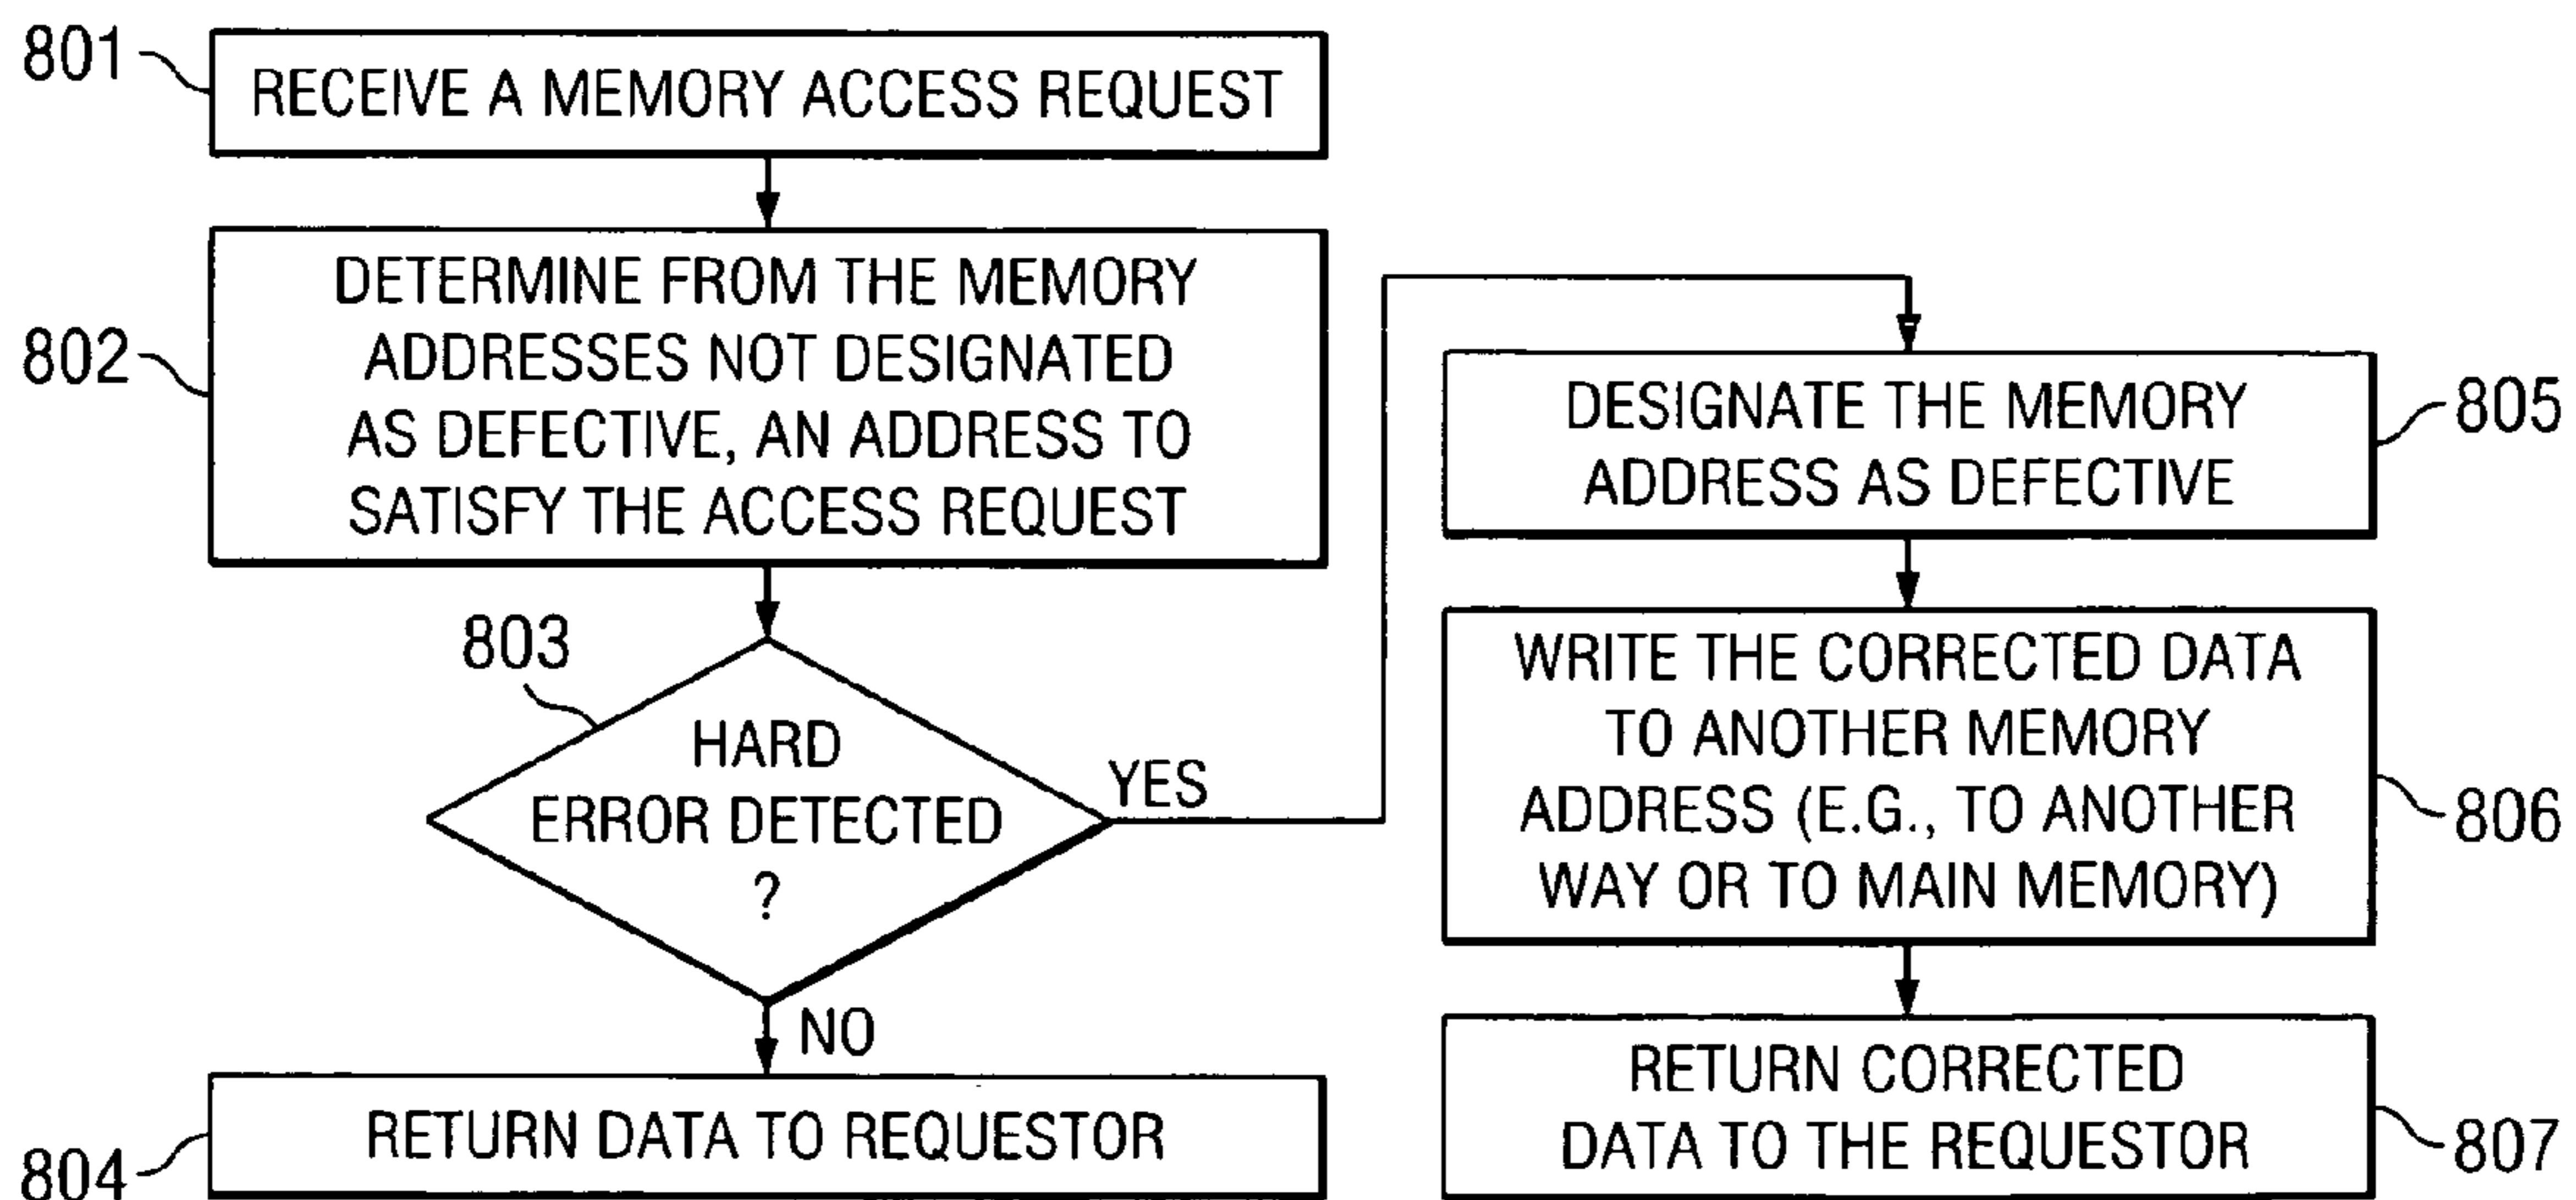 801
RECEIVE A MEMORY ACCESS REQUEST
802
DETERMINE FROM THE MEMORY
ADDRESSES NOT DESIGNATED
AS DEFECTIVE, AN ADDRESS TO
SATISFY THE ACCESS REQUEST
803
HARD
ERROR DETECTED
?
YES
NO
804
RETURN DATA TO REQUESTOR
DESIGNATE THE MEMORY
ADDRESS AS DEFECTIVE
805
WRITE THE CORRECTED DATA
TO ANOTHER MEMORY
ADDRESS (E.G., TO ANOTHER
WAY OR TO MAIN MEMORY)
806
RETURN CORRECTED
DATA TO THE REQUESTOR
807